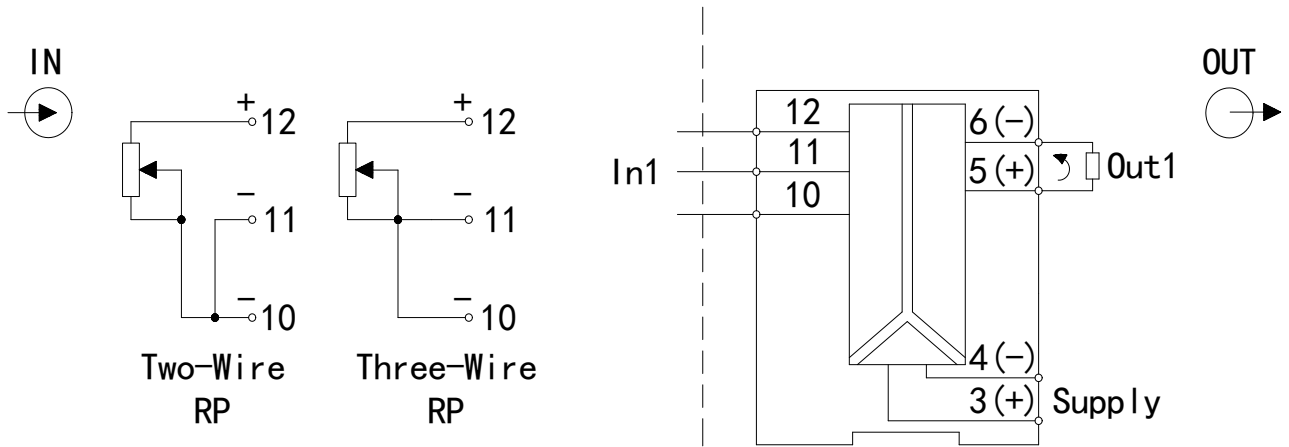 IN
+
12
−
11
−
10
Two-Wire
RP
+
12
−
11
−
10
Three-Wire
RP
In1
12
11
10
6(−)
5(+)
Out1
4(−)
3(+) Supply
OUT